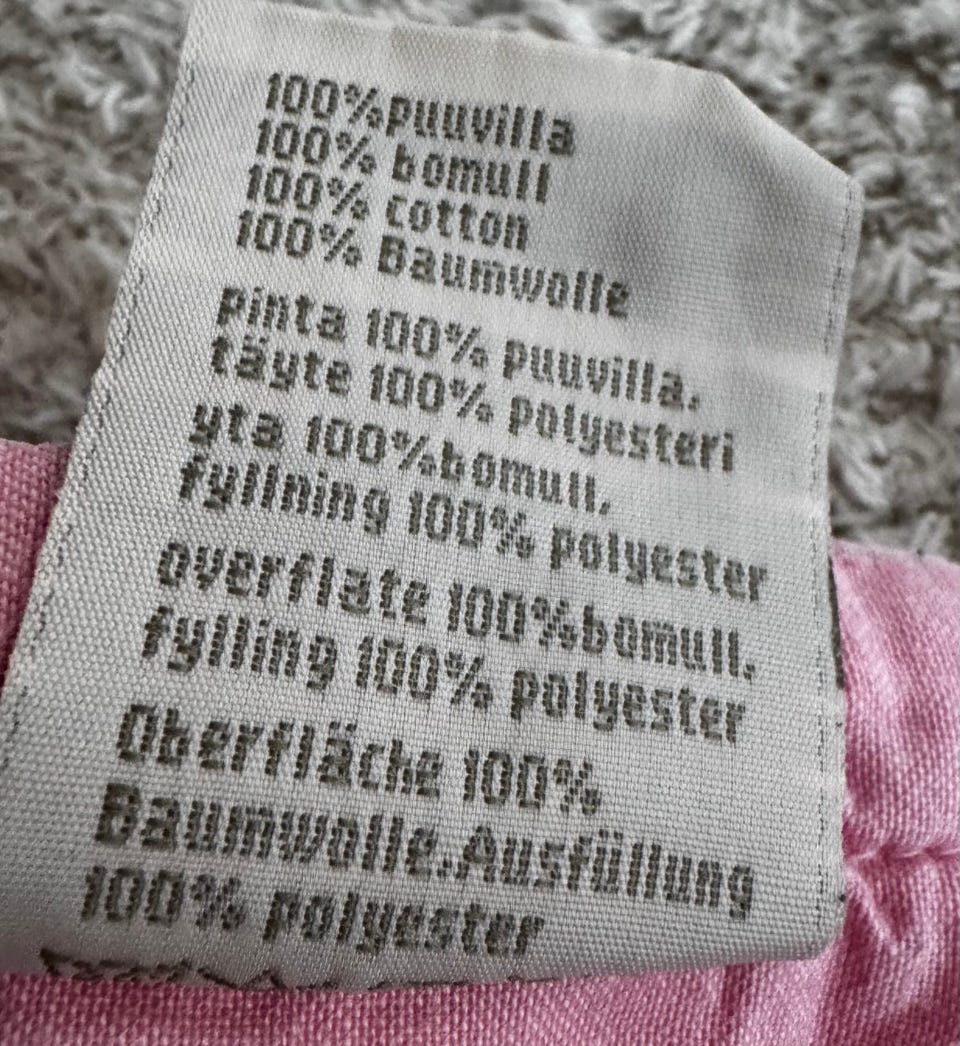 100%puuvilla
100% bomull
100% cotton
100% Baumwolle
pinta 100% puuvilla.
täyte 100% polyesteri
yta 100%bomull.
fyllning 100% polyester
overflate 100%bomull.
fylling 100% polyester
Oberfläche 100%
Baumwolle.Ausfüllung
100% polyester